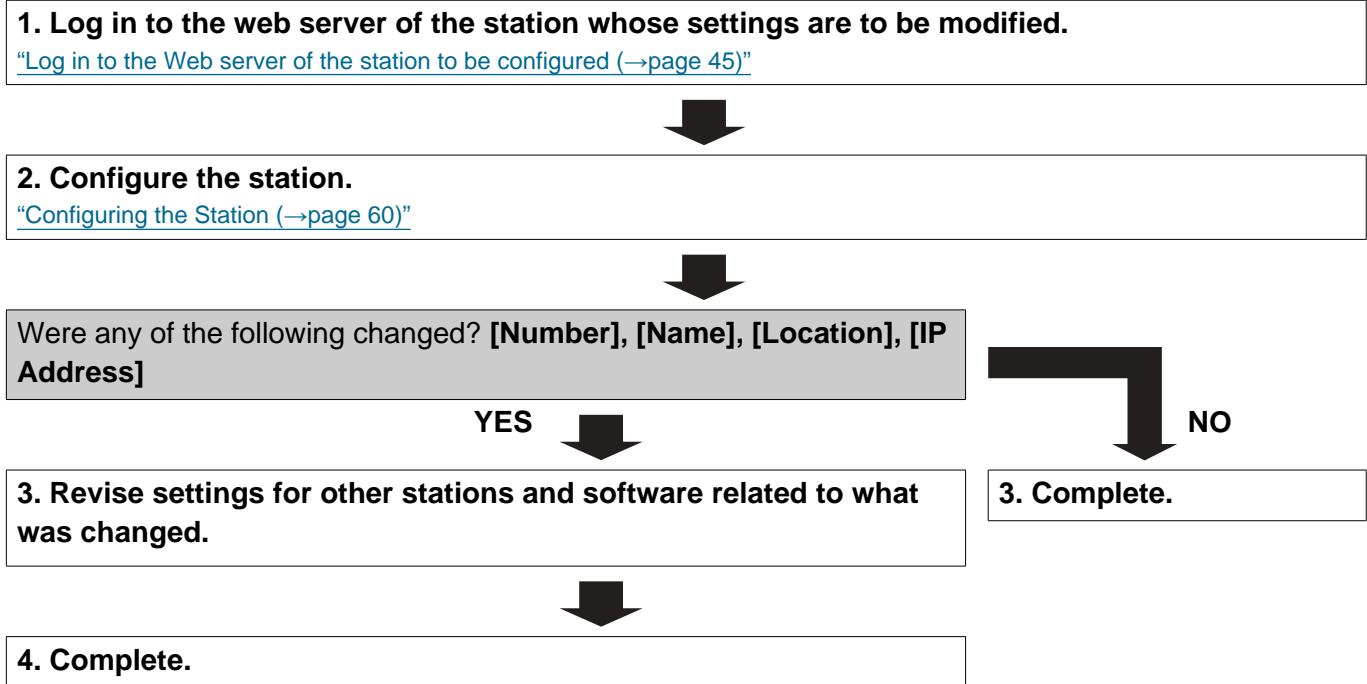 1. Log in to the web server of the station whose settings are to be modified.
“Log in to the Web server of the station to be configured (→page 45)”
2. Configure the station.
“Configuring the Station (→page 60)”
Were any of the following changed? [Number], [Name], [Location], [IP
Address]
YES
NO
3. Revise settings for other stations and software related to what
was changed.
3. Complete.
4. Complete.